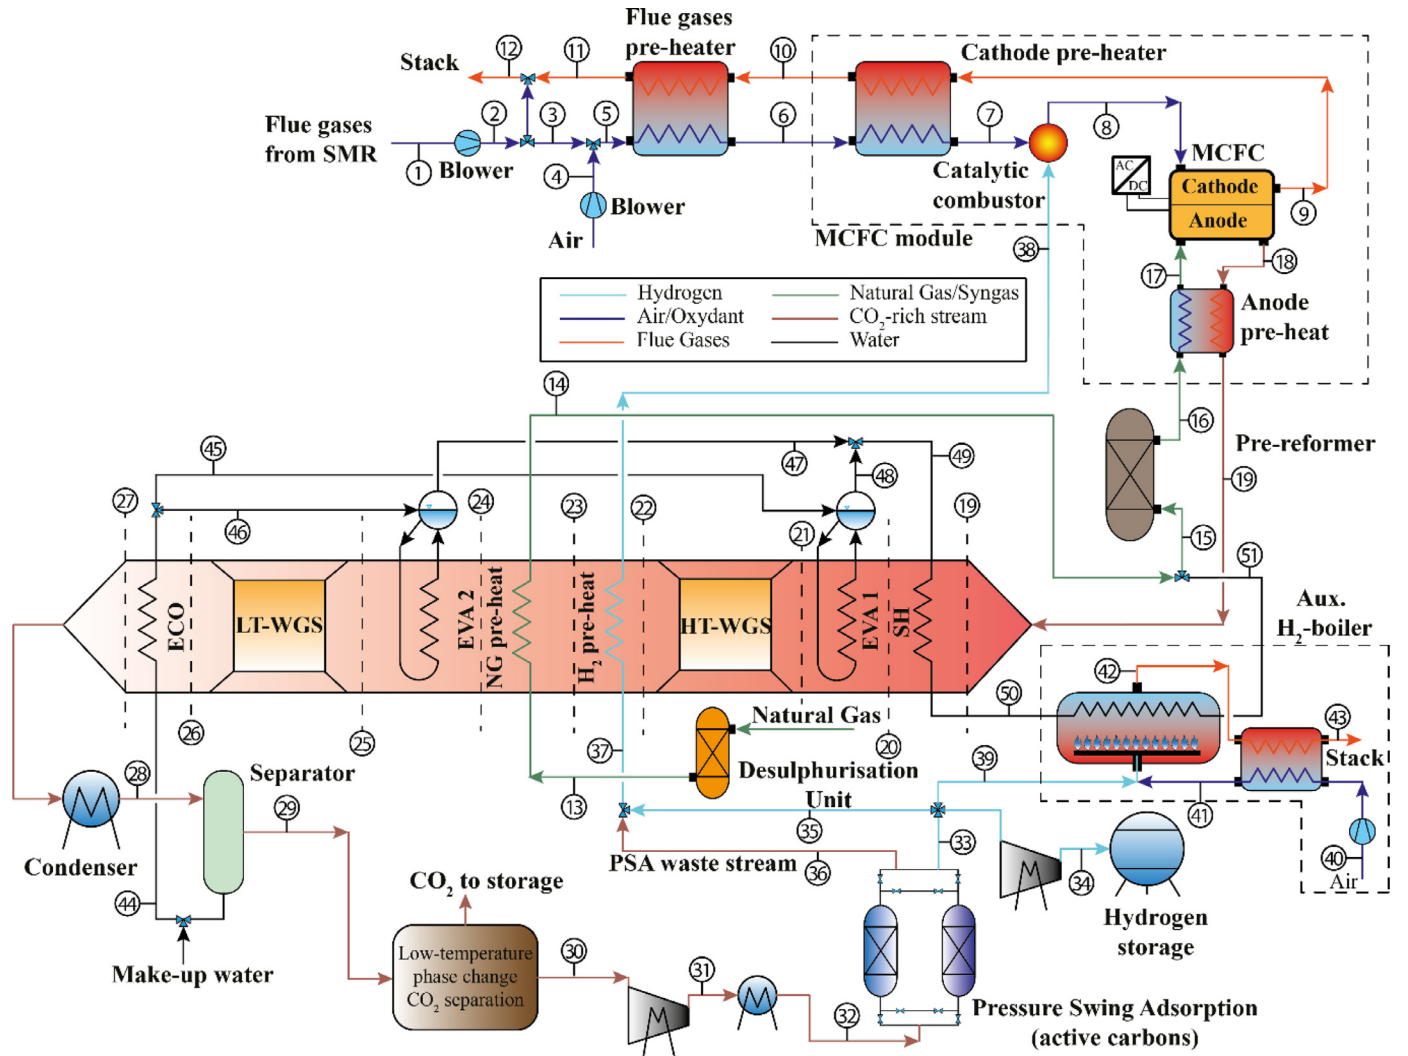 Flue gases
pre-heater
Cathode pre-heater
12
11
10
Stack
Flue gases
from SMR
1
2
3
4
5
6
7
8
9
Blower
Blower
Air
Catalytic
combustor
MCFC
AC
DC
Cathode
Anode
MCFC module
38
17
18
Hydrogen
Air/Oxydant
Flue Gases
Natural Gas/Syngas
CO2-rich stream
Water
Anode
pre-heat
14
16
Pre-reformer
45
47
48
49
19
27
46
24
23
22
21
19
15
51
ECO
LT-WGS
EVA 2
NG pre-heat
H2 pre-heat
HT-WGS
EVA 1
SH
Aux.
H2-boiler
42
50
26
25
37
Natural Gas
20
43
Stack
28
Separator
29
13
Desulphurisation
Unit
39
41
35
40
Air
Condenser
PSA waste stream
36
33
34
Hydrogen
storage
44
CO2 to storage
Make-up water
Low-temperature
phase change
CO2 separation
30
31
32
Pressure Swing Adsorption
(active carbons)